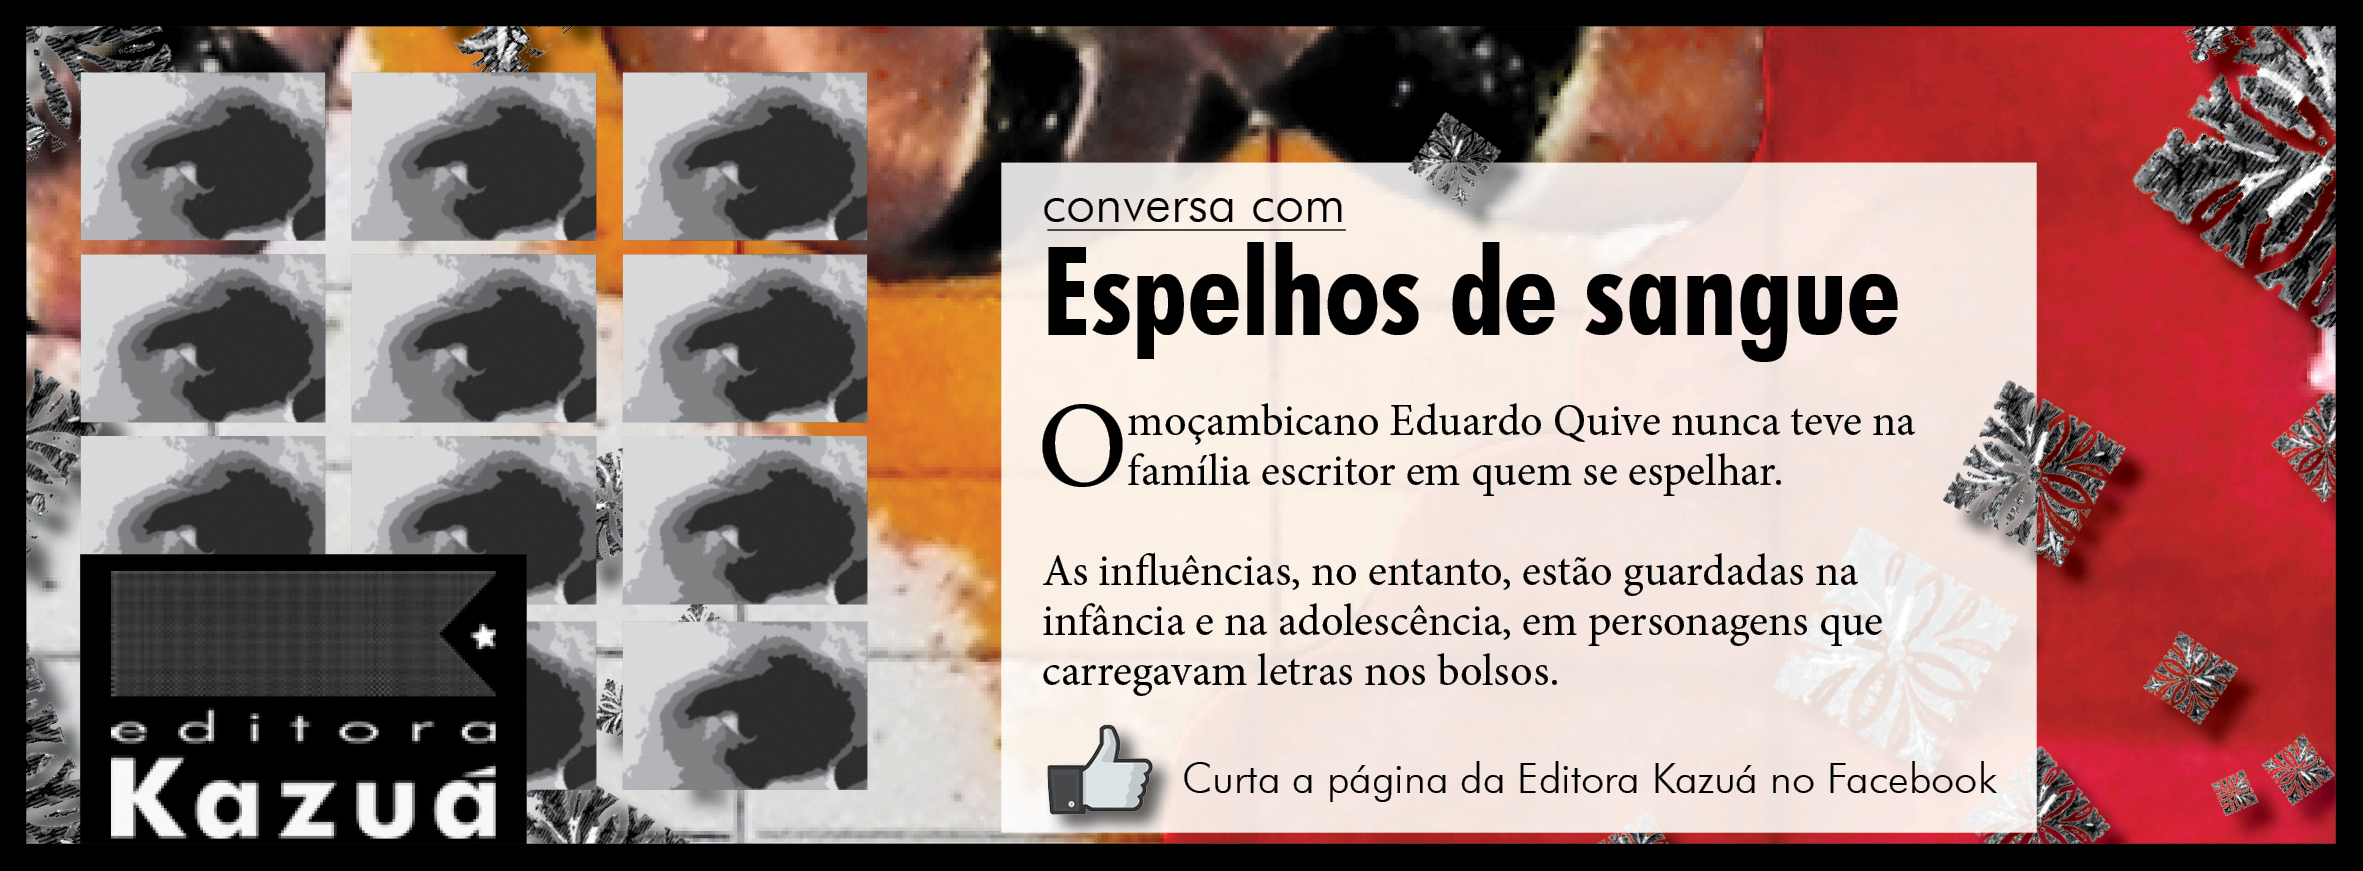 conversa com
Espelhos de sangue
O moçambicano Eduardo Quive nunca teve na
família escritor em quem se espelhar.
As influências, no entanto, estão guardadas na
infância e na adolescência, em personagens que
carregavam letras nos bolsos.
Curta a página da Editora Kazuá no Facebook
editora
Kazuá